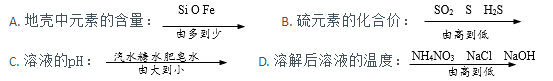 A. 地壳中元素的含量： Si O Fe 由多到少 B. 硫元素的化合价： SO₂ S H₂S 由高到低
C. 溶液的pH： 汽水糖水肥皂水 由大到小 D. 溶解后溶液的温度： NH₄NO₃ NaCl NaOH 由高到低